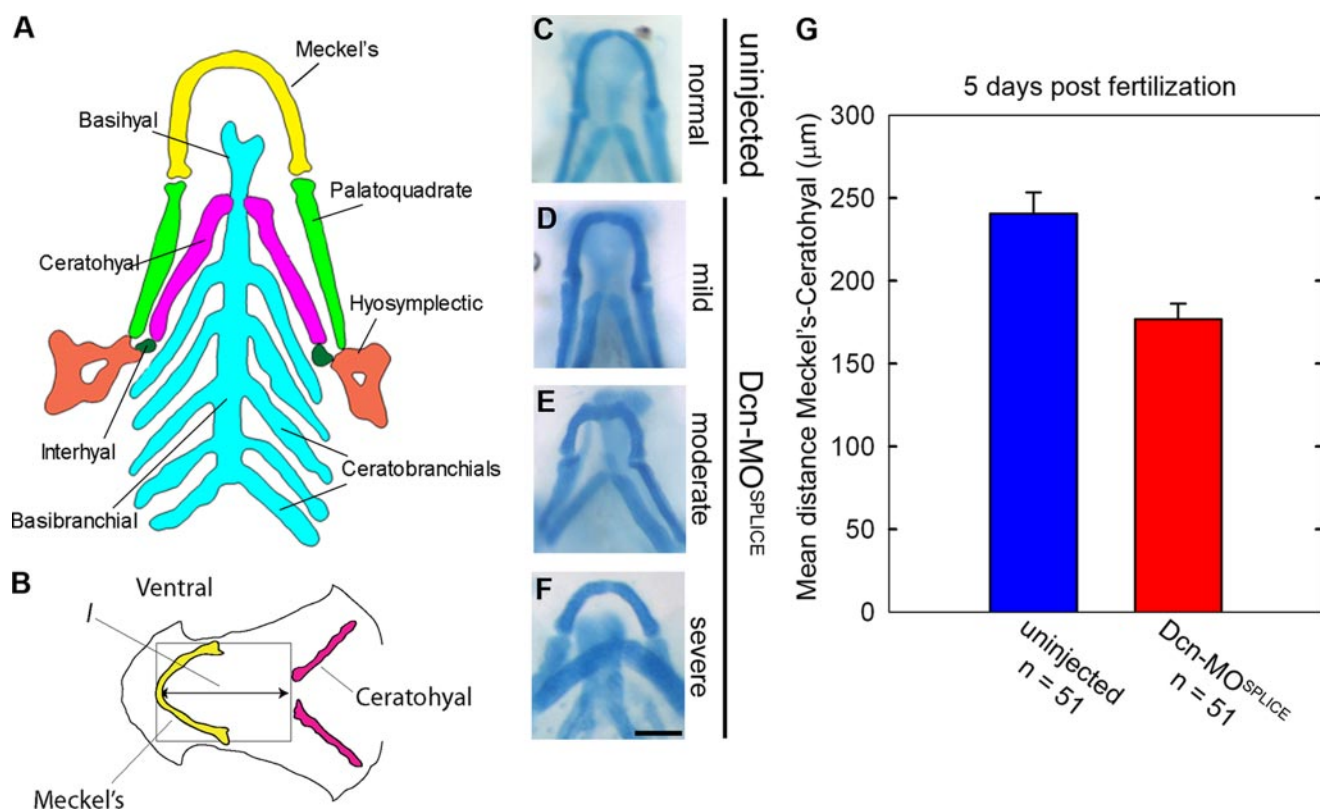 A
Meckel's
Basihyal
Palatoquadrate
Ceratohyal
Hyosymplectic
Interhyal
Ceratobranchials
Basibranchial
B
Ventral
l
Ceratohyal
Meckel's
C
normal
uninjected
D
mild
E
moderate
F
severe
Dcn-MOSPLICE
G
5 days post fertilization
Mean distance Meckel's-Ceratohyal (μm)
300
250
200
150
100
50
0
uninjected
n = 51
Dcn-MOSPLICE
n = 51